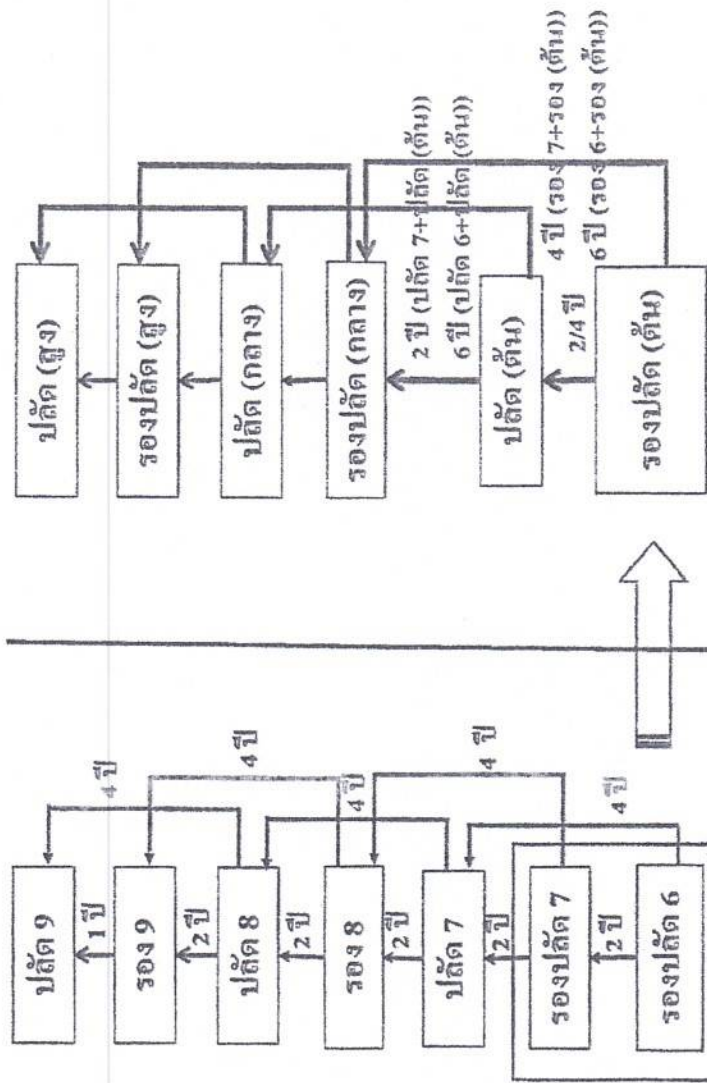 ปลัด 9
1 ปี
4 ปี
รอง 9
2 ปี
4 ปี
ปลัด 8
2 ปี
รอง 8
4 ปี
2 ปี
4 ปี
ปลัด 7
2 ปี
4 ปี
รองปลัด 7
2 ปี
รองปลัด 6
ปลัด (สูง)
รองปลัด (สูง)
ปลัด (กลาง)
รองปลัด (กลาง)
2 ปี (ปลัด 7+ปลัด (ต้น))
6 ปี (ปลัด 6+ปลัด (ต้น))
ปลัด (ต้น)
2/4 ปี
4 ปี (รอง 7+รอง (ต้น))
6 ปี (รอง 6+รอง (ต้น))
รองปลัด (ต้น)